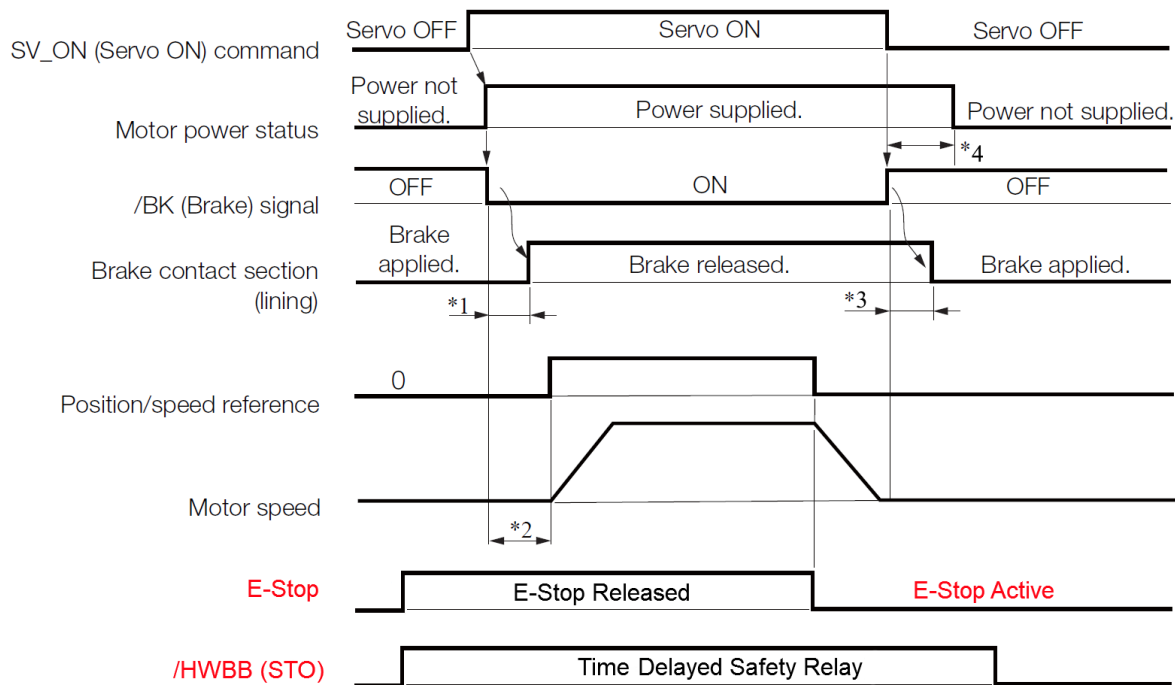 Servo OFF
Servo ON
Servo OFF
SV_ON (Servo ON) command
Power not
supplied.
Power supplied.
Power not supplied.
Motor power status
*4
OFF
ON
OFF
/BK (Brake) signal
Brake
applied.
Brake released.
Brake applied.
Brake contact section
(lining)
*1
*3
0
Position/speed reference
Motor speed
*2
E-Stop
E-Stop Released
E-Stop Active
/HWBB (STO)
Time Delayed Safety Relay